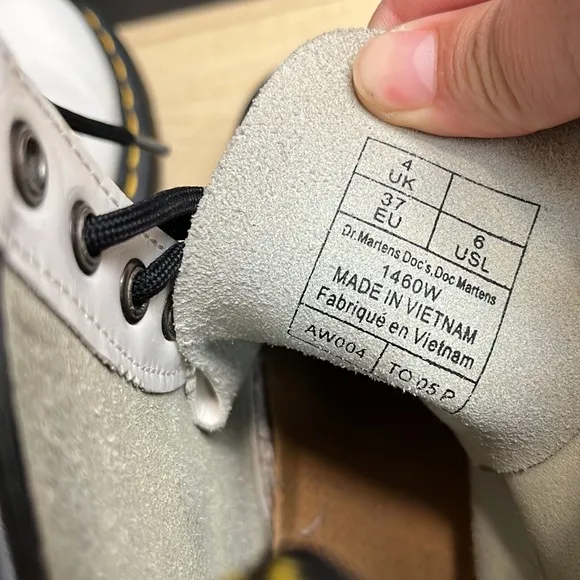 4
UK
37
EU
6
USL
Dr.Martens Doc's, Doc Martens
1460W
MADE IN VIETNAM
Fabriqué en Vietnam
AW004
TO 05 P